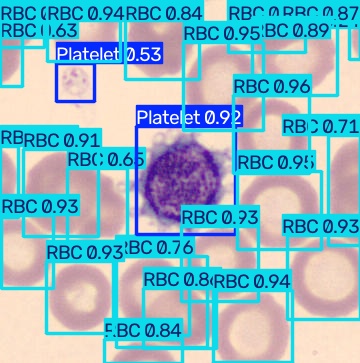 RBC 0.94
RBC 0.84
RBC 0.87
RBC 0.63
RBC 0.95
RBC 0.89
Platelet 0.53
RBC 0.96
Platelet 0.92
RBC 0.71
RBC 0.91
RBC 0.65
RBC 0.95
RBC 0.93
RBC 0.93
RBC 0.93
RBC 0.93
RBC 0.76
RBC 0.94
RBC 0.84